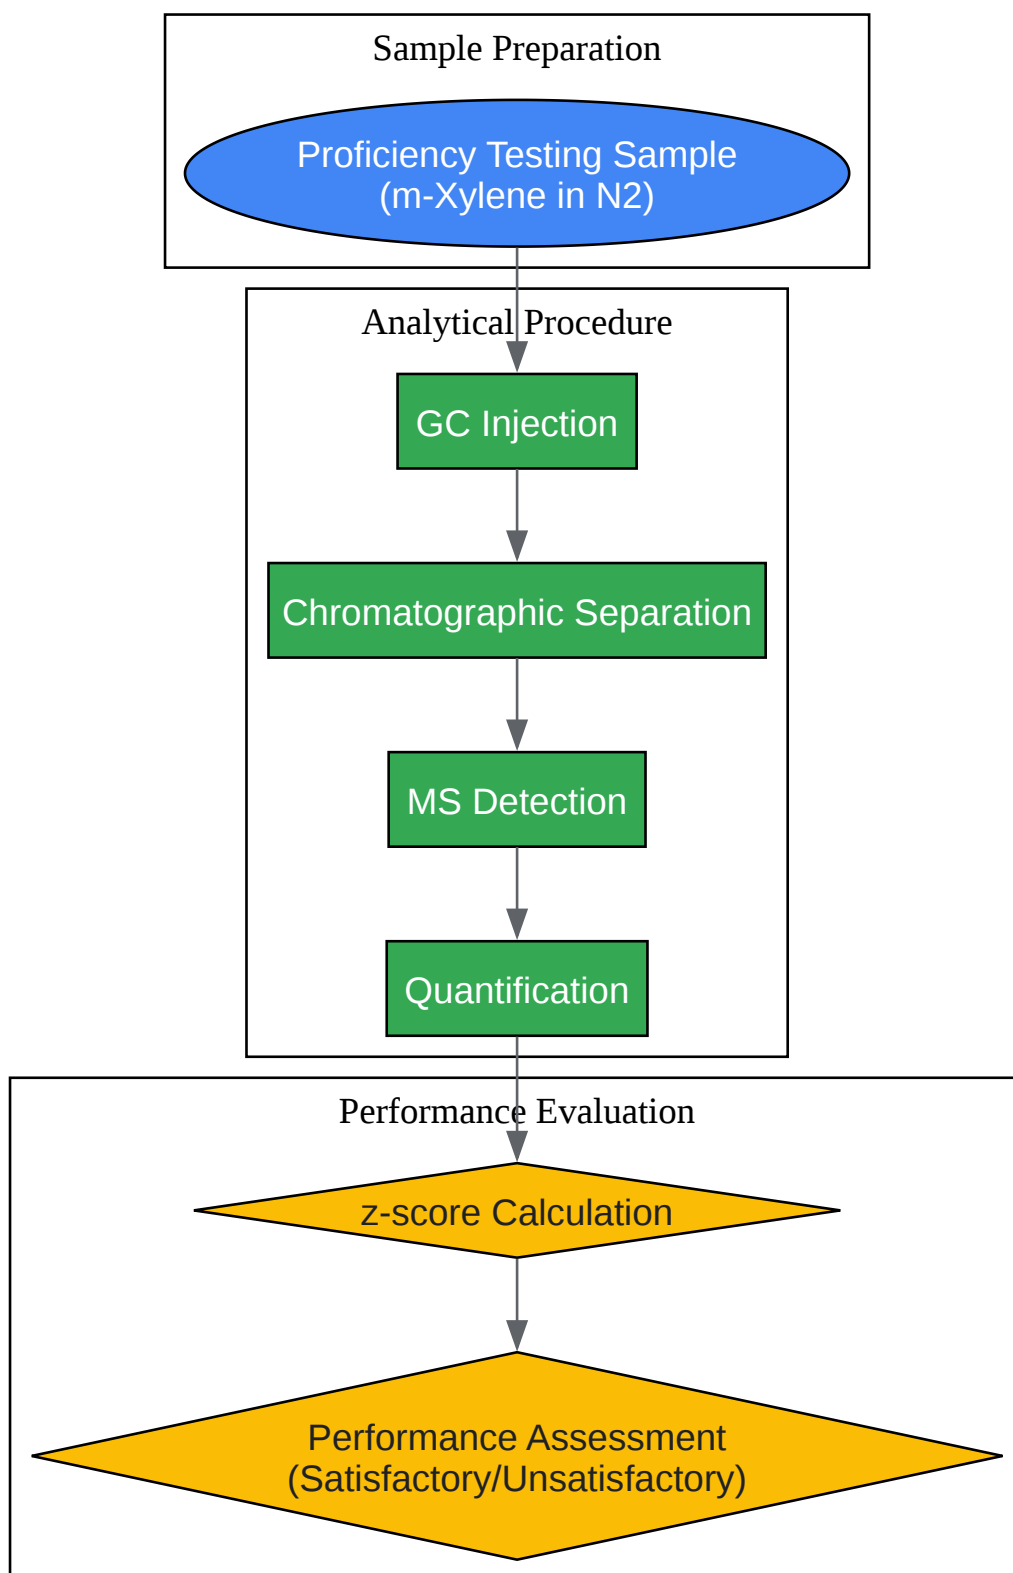 Sample Preparation
Proficiency Testing Sample
(m-Xylene in N2)
Analytical Procedure
GC Injection
Chromatographic Separation
MS Detection
Quantification
Performance Evaluation
z-score Calculation
Performance Assessment
(Satisfactory/Unsatisfactory)